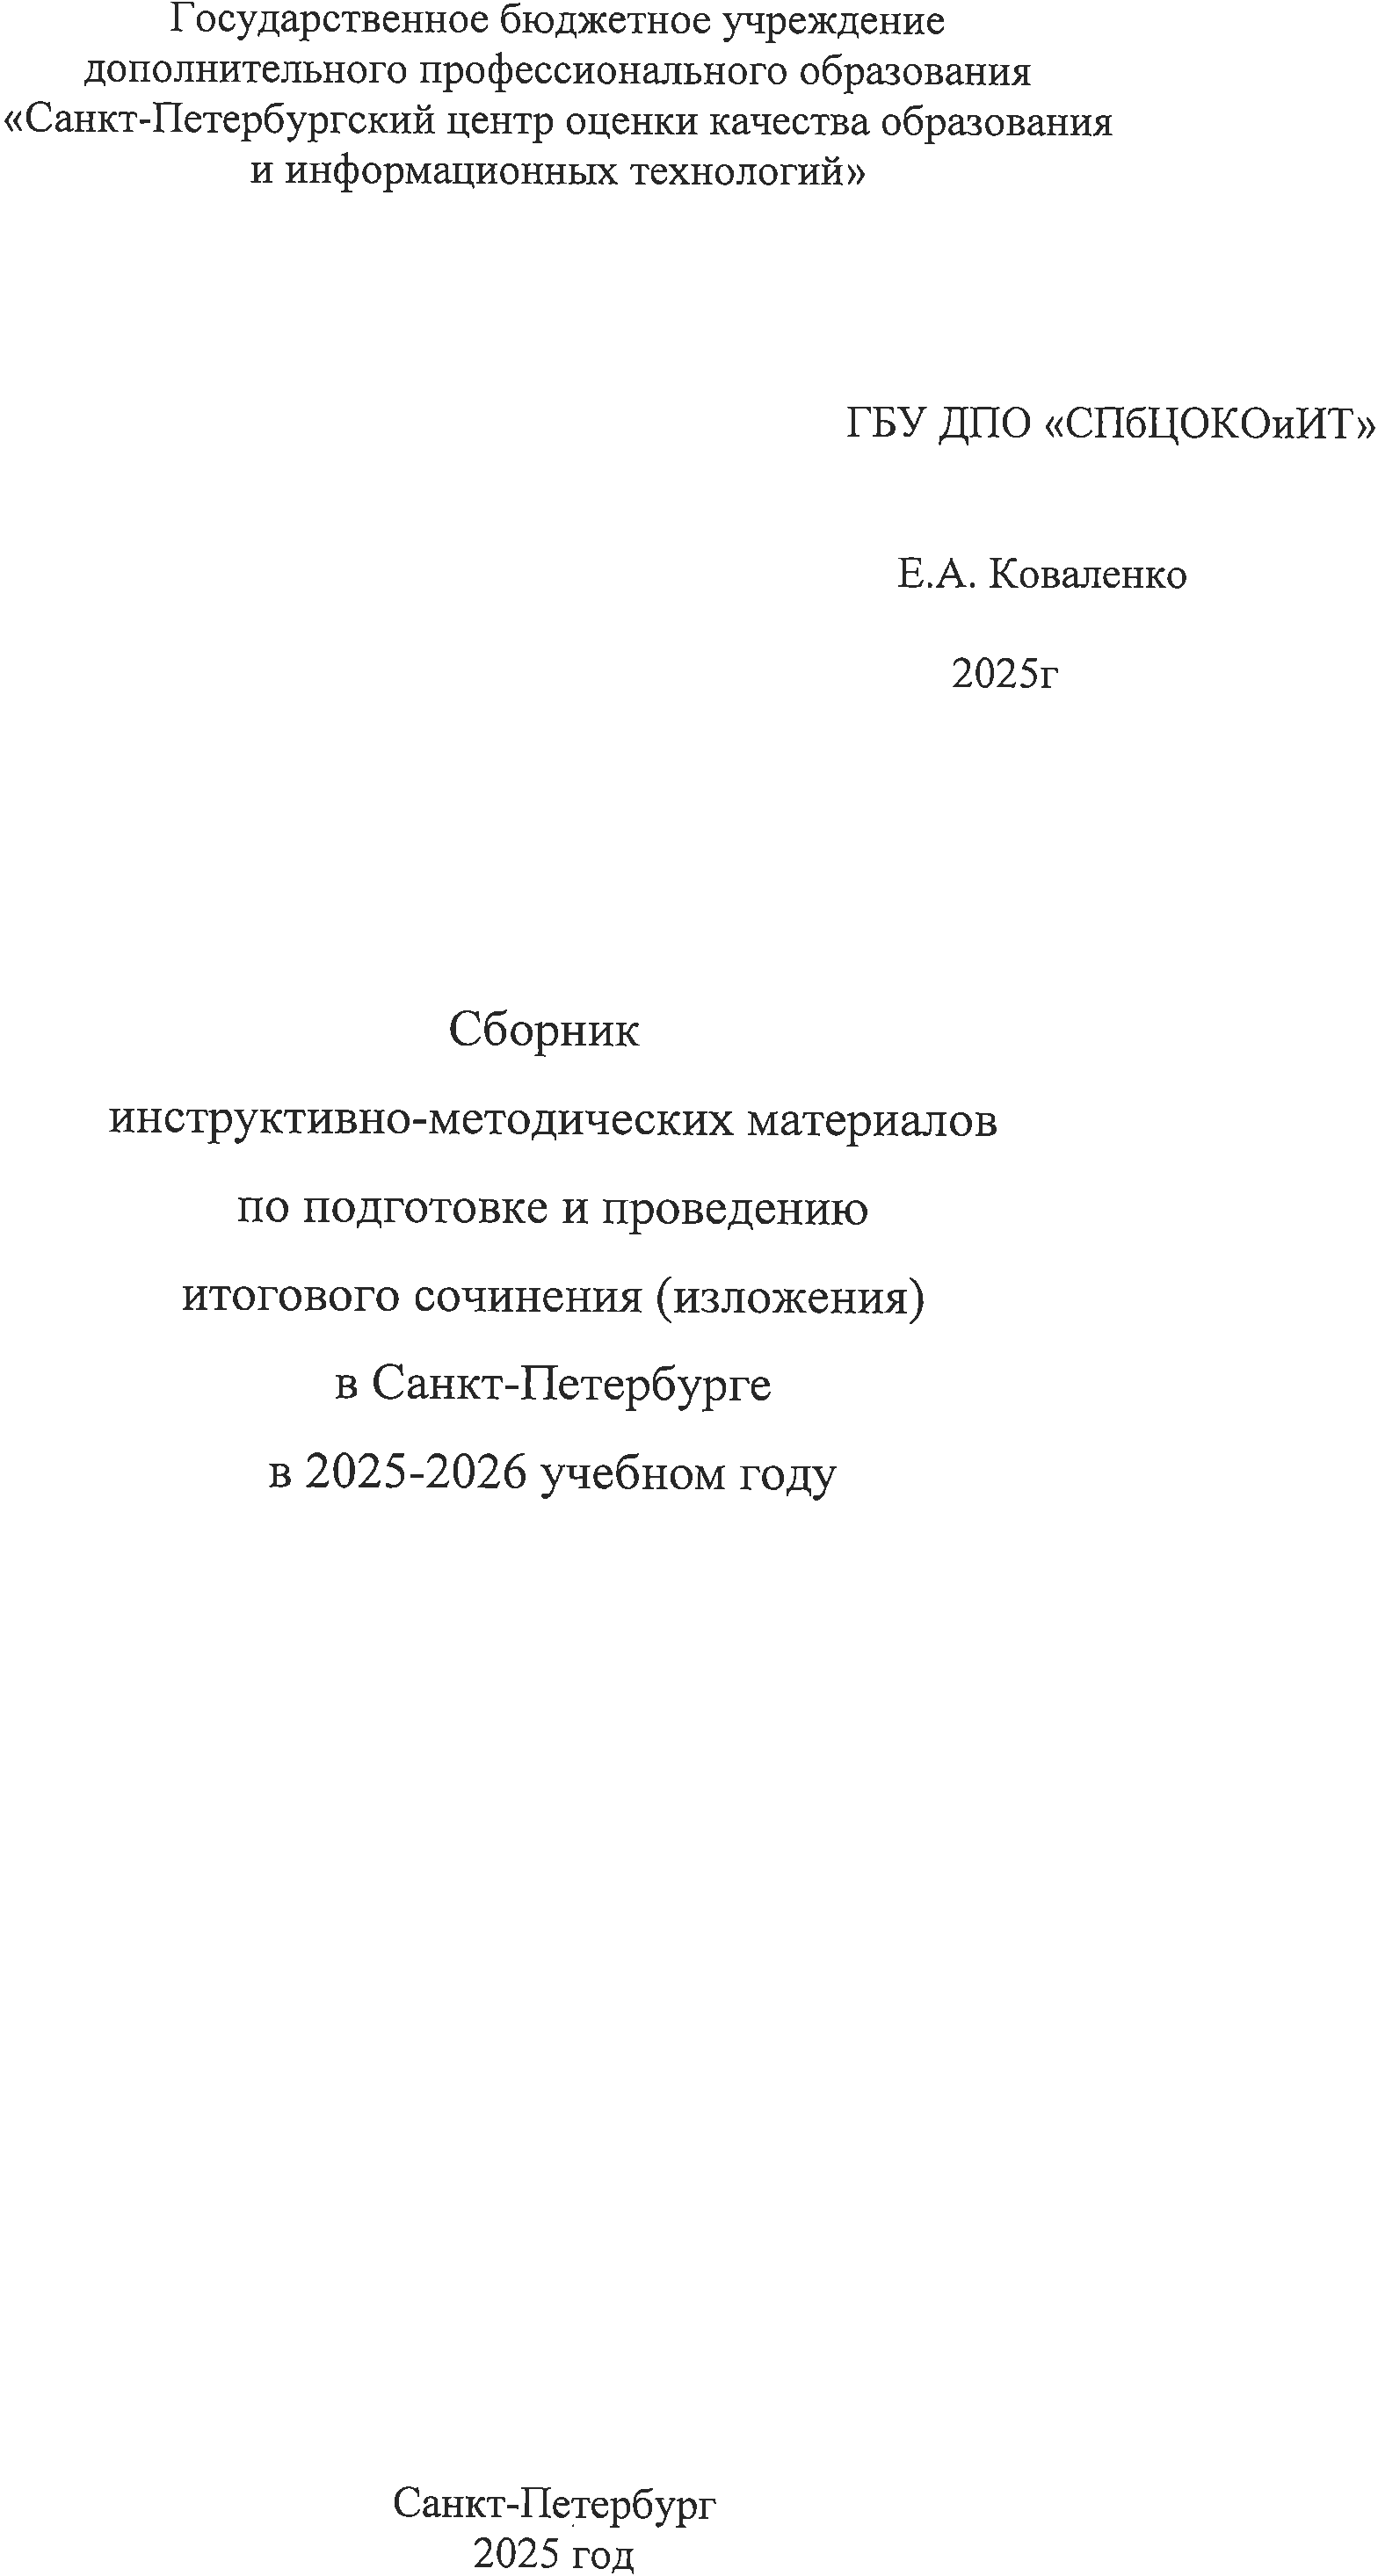 Государственное бюджетное учреждение
дополнительного профессионального образования
«Санкт-Петербургский центр оценки качества образования
и информационных технологий»
ГБУ ДПО «СПбЦОКОиИТ»
Е.А. Коваленко
2025г
Сборник
инструктивно-методических материалов
по подготовке и проведению
итогового сочинения (изложения)
в Санкт-Петербурге
в 2025-2026 учебном году
Санкт-Петербург
2025 год